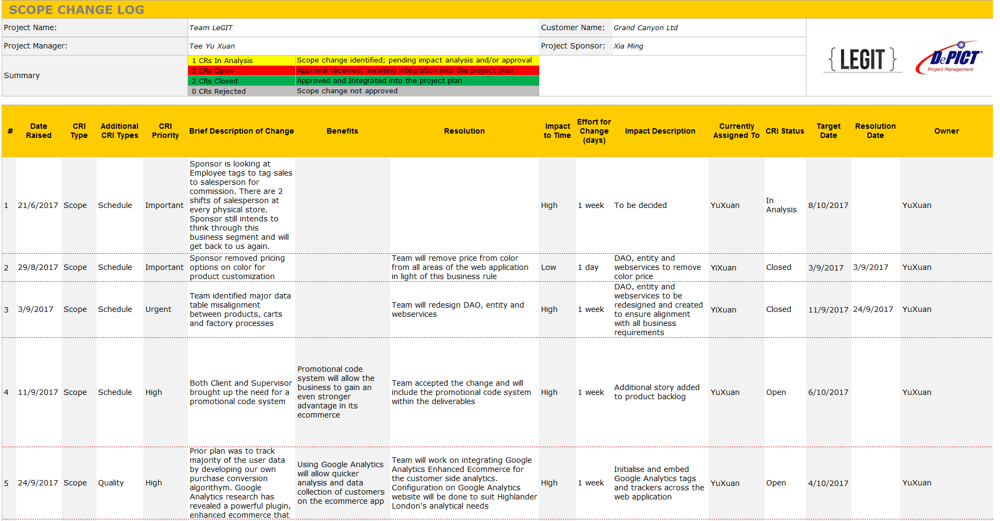 SCOPE CHANGE LOG
Project Name:
Team LeGIT
Customer Name:
Grand Canyon Ltd
Project Manager:
Tee Yu Xuan
Project Sponsor:
Xia Ming
Summary
1 CRs In Analysis
Scope change identified; pending impact analysis and/or approval
2 CRs Open
Approval received; awaiting integration into the project plan
2 CRs Closed
Approved and Integrated into the project plan
0 CRs Rejected
Scope change not approved
{ LEGIT }
DePICT®
Project Management
#
Date
Raised
CRI
Type
Additional
CRI Types
CRI
Priority
Brief Description of Change
Benefits
Resolution
Impact
to Time
Effort for
Change
(days)
Impact Description
Currently
Assigned To
CRI Status
Target
Date
Resolution
Date
Owner
1
21/6/2017
Scope
Schedule
Important
Sponsor is looking at
Employee tags to tag sales
to salesperson for
commission. There are 2
shifts of salesperson at
every physical store.
Sponsor still intends to
think through this
business segment and will
get back to us again.
High
1 week
To be decided
YuXuan
In
Analysis
8/10/2017
YuXuan
2
29/8/2017
Scope
Schedule
Important
Sponsor removed pricing
options on color for
product customization
Team will remove price from color
from all areas of the web application
in light of this business rule
Low
1 day
DAO, entity and
webservices to remove
color price
YiXuan
Closed
3/9/2017
3/9/2017
YuXuan
3
3/9/2017
Scope
Schedule
Urgent
Team identified major data
table misalignment
between products, carts
and factory processes
Team will redesign DAO, entity and
webservices
High
1 week
DAO, entity and
webservices to be
redesigned and created
to ensure alignment
with all business
requirements
YiXuan
Closed
11/9/2017
24/9/2017
YuXuan
4
11/9/2017
Scope
Schedule
High
Both Client and Supervisor
brought up the need for a
promotional code system
Promotional code
system will allow the
business to gain an
even stronger
advantage in its
ecommerce
Team accepted the change and will
include the promotional code system
within the deliverables
High
1 week
Additional story added
to product backlog
YuXuan
Open
6/10/2017
YuXuan
5
24/9/2017
Scope
Quality
High
Prior plan was to track
majority of the user data
by developing our own
purchase conversion
algorithym. Google
Analytics research has
revealed a powerful plugin,
enhanced ecommerce that
Using Google Analytics
will allow quicker
analysis and data
collection of customers
on the ecommerce app
Team will work on integrating Google
Analytics Enhanced Ecommerce for
the customer side analytics.
Configuration on Google Analytics
website will be done to suit Highlander
London's analytical needs
High
1 week
Initialise and embed
Google Analytics tags
and trackers across the
web application
YuXuan
Open
4/10/2017
YuXuan